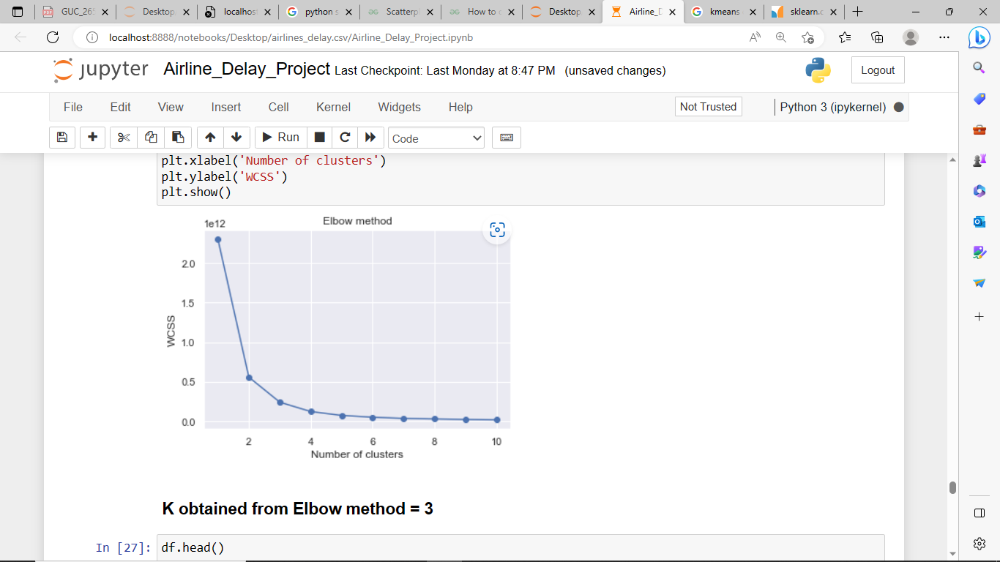 GUC_265
Desktop
localhos
python s
Scatterp
How to c
Desktop
Airline_D
kmeans
sklearn.c
localhost:8888/notebooks/Desktop/airlines_delay.csv/Airline_Delay_Project.ipynb
jupyter Airline_Delay_Project Last Checkpoint: Last Monday at 8:47 PM (unsaved changes)
Logout
File Edit View Insert Cell Kernel Widgets Help
Not Trusted
Python 3 (ipykernel)
Run
Code
plt.xlabel('Number of clusters')
plt.ylabel('WCSS')
plt.show()
1e12
Elbow method
2.0
1.5
1.0
0.5
0.0
WCSS
2 4 6 8 10
Number of clusters
K obtained from Elbow method = 3
In [27]: df.head()